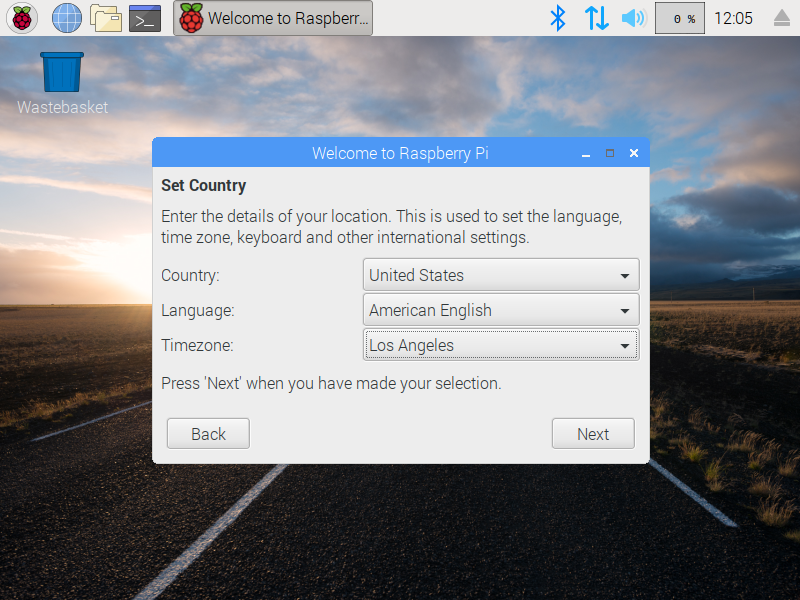 Welcome to Raspberr...
0 %
12:05
Wastebasket
Welcome to Raspberry Pi
Set Country
Enter the details of your location. This is used to set the language,
time zone, keyboard and other international settings.
Country:
United States
Language:
American English
Timezone:
Los Angeles
Press 'Next' when you have made your selection.
Back
Next